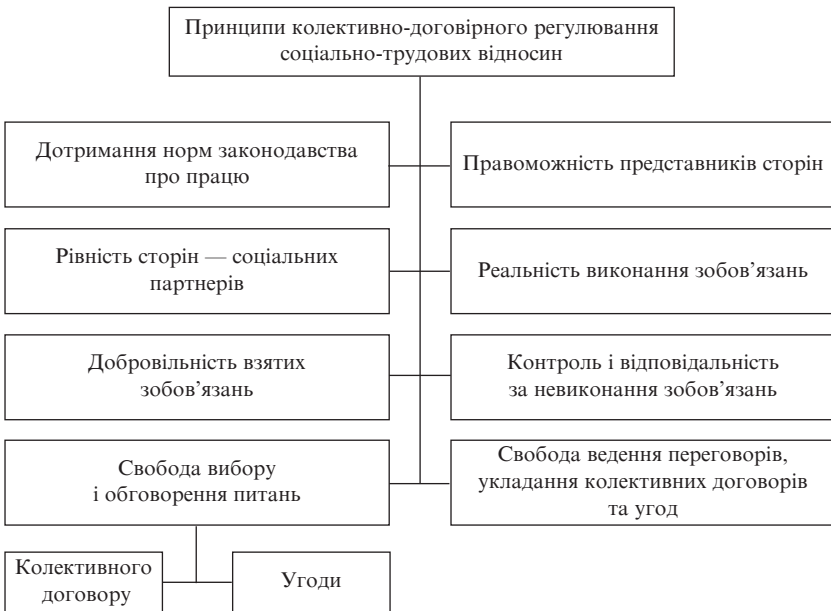 Принципи колективно-договірного регулювання
соціально-трудових відносин
Дотримання норм законодавства
про працю
Правоможність представників сторін
Рівність сторін — соціальних
партнерів
Реальність виконання зобов’язань
Добровільність взятих
зобов’язань
Контроль і відповідальність
за невиконання зобов’язань
Свобода вибору
і обговорення питань
Свобода ведення переговорів,
укладання колективних договорів
та угод
Колективного
договору
Угоди